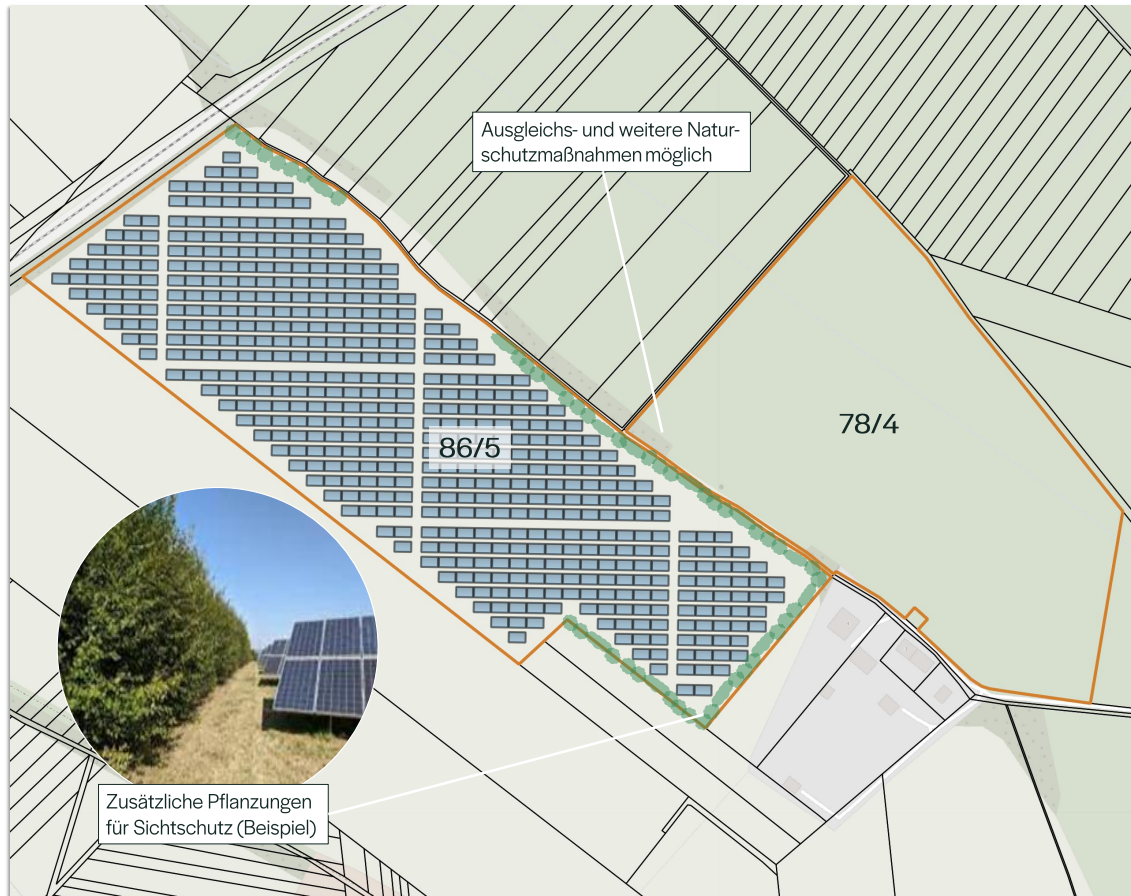 Ausgleichs- und weitere Natur-
schutzmaßnahmen möglich
78/4
86/5
Zusätzliche Pflanzungen
für Sichtschutz (Beispiel)